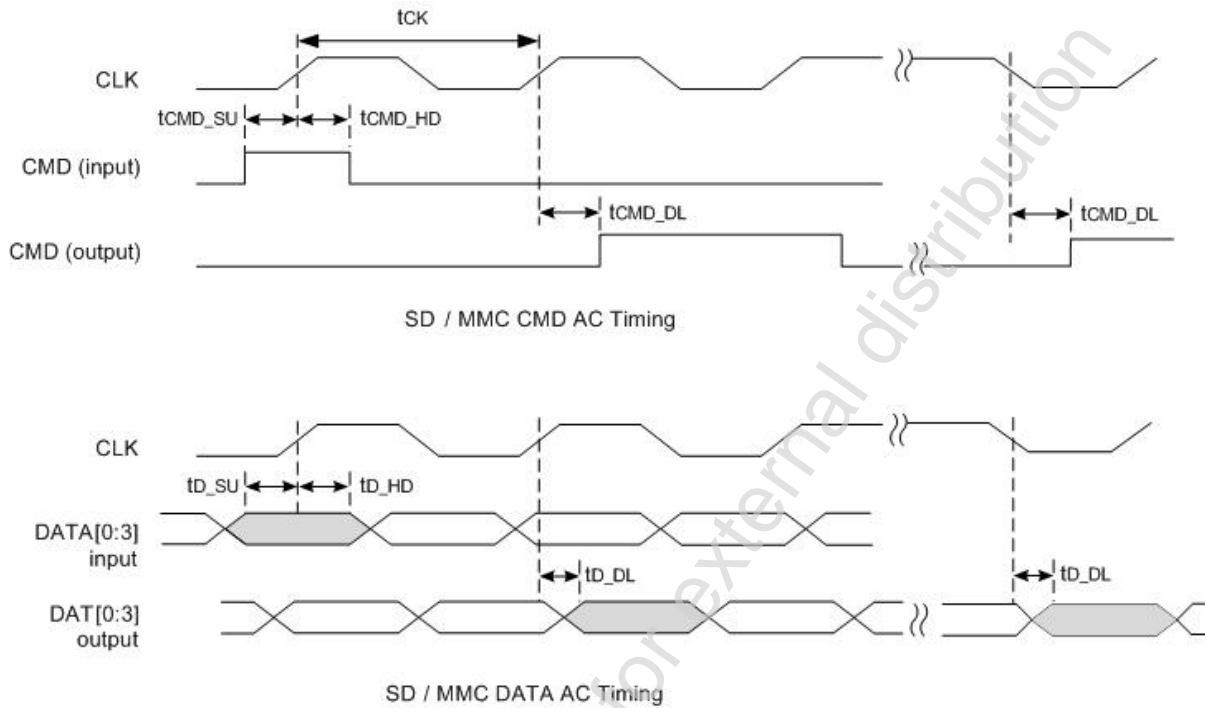 tCK
CLK
tCMD_SU
tCMD_HD
CMD (input)
tCMD_DL
tCMD_DL
CMD (output)
SD / MMC CMD AC Timing
CLK
tD_SU
tD_HD
DATA[0:3]
input
tD_DL
tD_DL
DAT[0:3]
output
SD / MMC DATA AC Timing
for external distribution